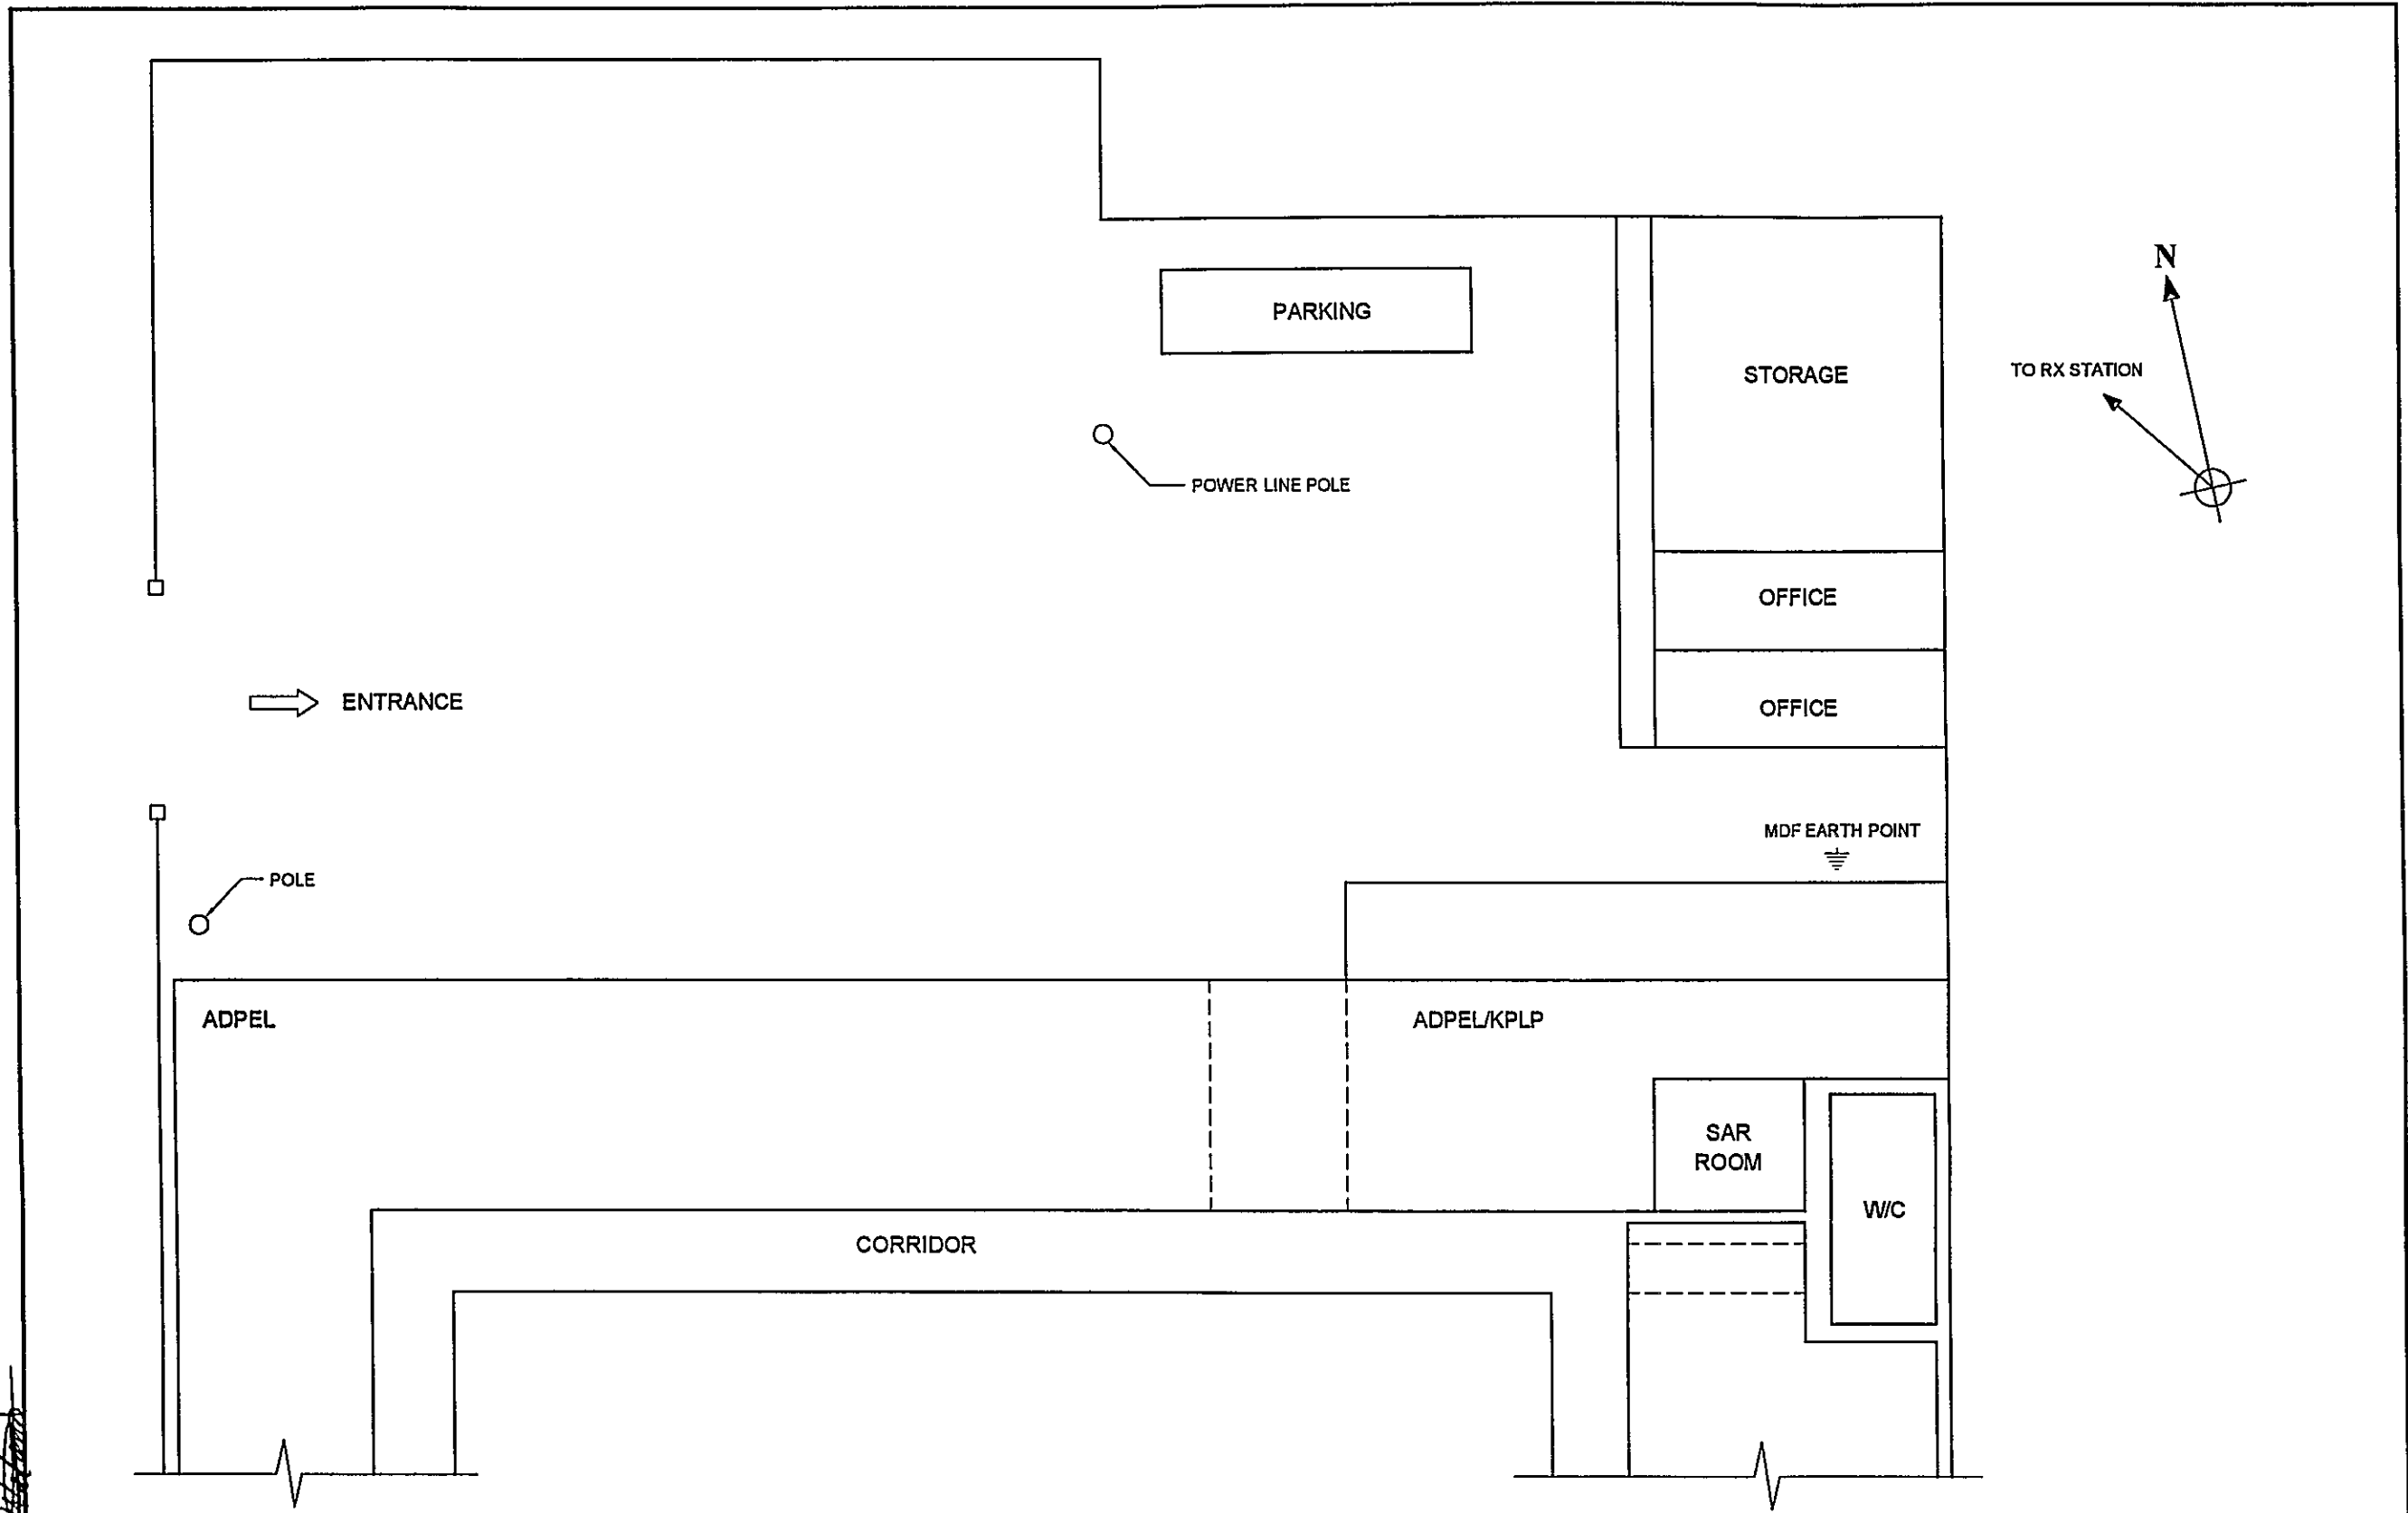 N
PARKING
TO RX STATION
STORAGE
POWER LINE POLE
OFFICE
ENTRANCE
OFFICE
MDF EARTH POINT
POLE
ADPEL
ADPEL/KPLP
SAR
ROOM
W/C
CORRIDOR